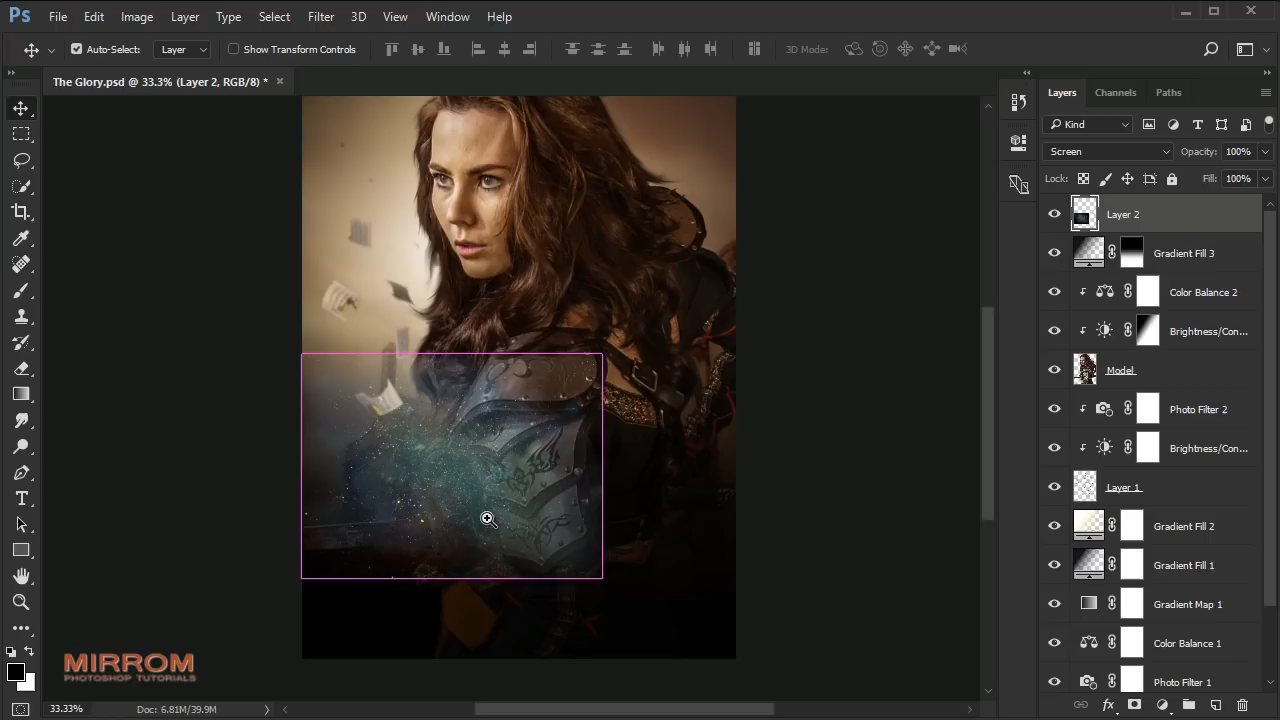 Ps File Edit Image Layer Type Select Filter 3D View Window Help
Auto-Select: Layer Show Transform Controls 3D Mode:
The Glory.psd @ 33.3% (Layer 2, RGB/8) *
Layers Channels Paths
Kind
Screen Opacity: 100%
Lock: Fill: 100%
Layer 2
Gradient Fill 3
Color Balance 2
Brightness/Con...
Model
Photo Filter 2
Brightness/Con...
Layer 1
Gradient Fill 2
Gradient Fill 1
Gradient Map 1
Color Balance 1
Photo Filter 1
MIRROM
PHOTOSHOP TUTORIALS
33.33% Doc: 6.81M/39.9M